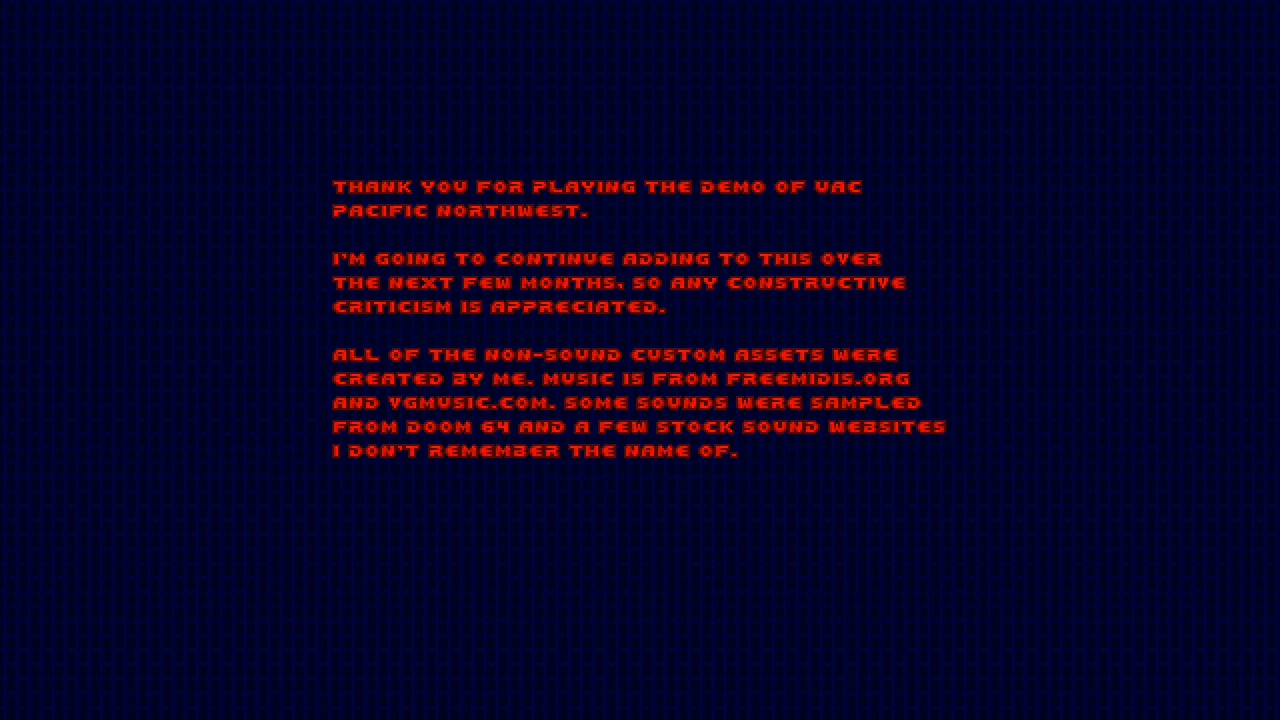 THANK YOU FOR PLAYING THE DEMO OF UAC
PACIFIC NORTHWEST.
I'M GOING TO CONTINUE ADDING TO THIS OVER
THE NEXT FEW MONTHS, SO ANY CONSTRUCTIVE
CRITICISM IS APPRECIATED.
ALL OF THE NON-SOUND CUSTOM ASSETS WERE
CREATED BY ME. MUSIC IS FROM FREEMIDIS.ORG
AND VGMUSIC.COM. SOME SOUNDS WERE SAMPLED
FROM DOOM 64 AND A FEW STOCK SOUND WEBSITES
I DON'T REMEMBER THE NAME OF.